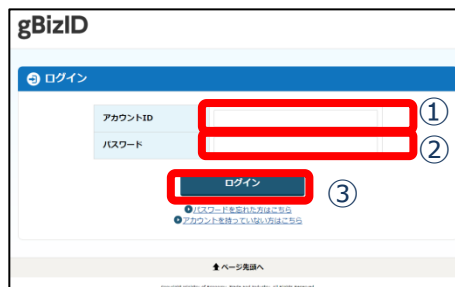 gBizID
ログイン
アカウントID
①
パスワード
②
ログイン
③
パスワードを忘れた方はこちら
アカウントを持っていない方はこちら
ページ先頭へ